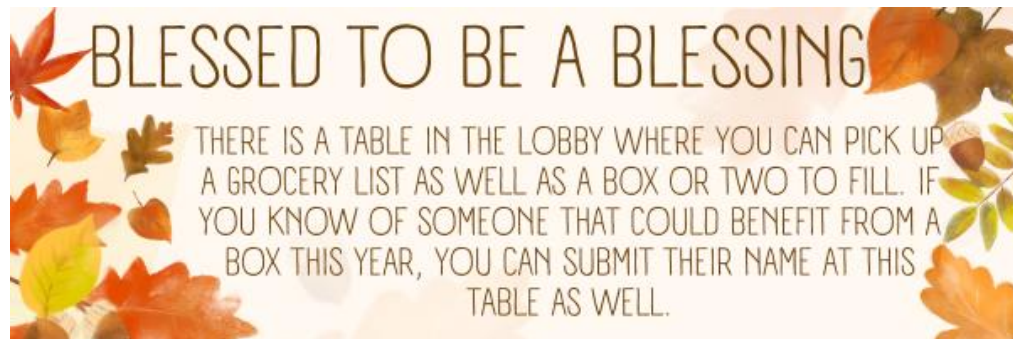 BLESSED TO BE A BLESSING
THERE IS A TABLE IN THE LOBBY WHERE YOU CAN PICK UP
A GROCERY LIST AS WELL AS A BOX OR TWO TO FILL. IF
YOU KNOW OF SOMEONE THAT COULD BENEFIT FROM A
BOX THIS YEAR, YOU CAN SUBMIT THEIR NAME AT THIS
TABLE AS WELL.